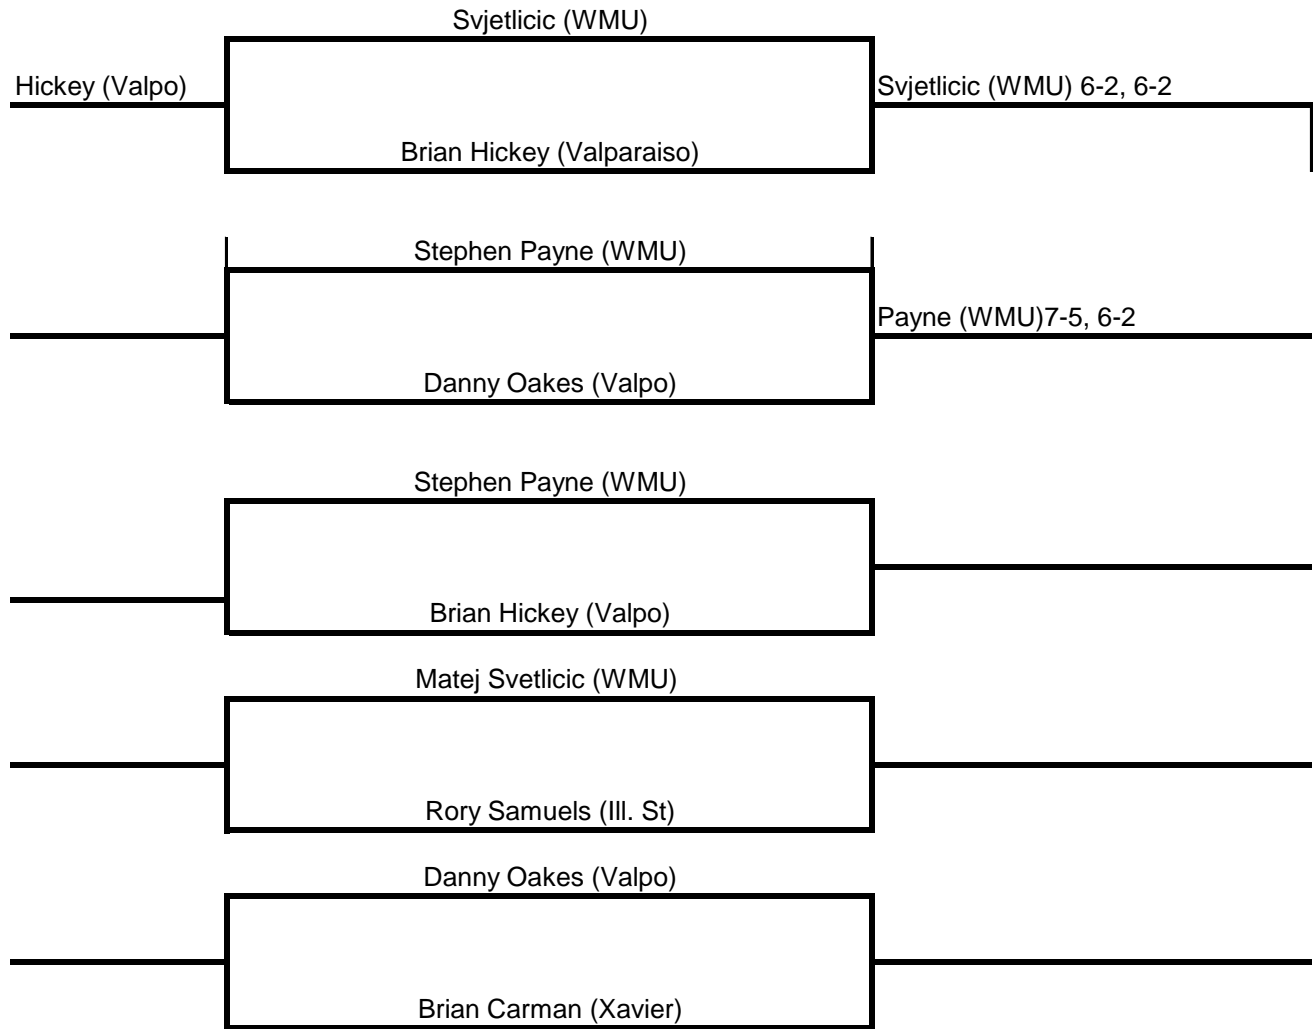 Svjetlicic (WMU)
Hickey (Valpo)
Svjetlicic (WMU) 6-2, 6-2
Brian Hickey (Valparaiso)
Stephen Payne (WMU)
Payne (WMU)7-5, 6-2
Danny Oakes (Valpo)
Stephen Payne (WMU)
Brian Hickey (Valpo)
Matej Svetlicic (WMU)
Rory Samuels (Ill. St)
Danny Oakes (Valpo)
Brian Carman (Xavier)